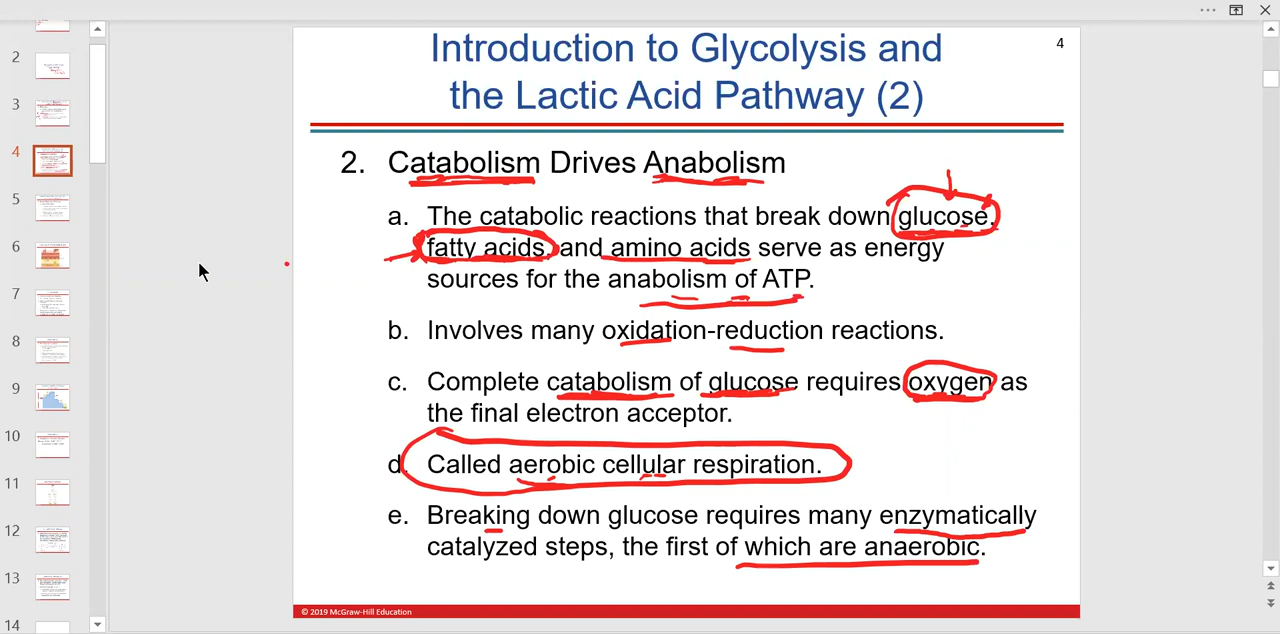 Introduction to Glycolysis and
4
the Lactic Acid Pathway (2)
2. Catabolism Drives Anabolism
a. The catabolic reactions that break down glucose,
fatty acids, and amino acids serve as energy
sources for the anabolism of ATP.
b. Involves many oxidation-reduction reactions.
c. Complete catabolism of glucose requires oxygen as
the final electron acceptor.
d. Called aerobic cellular respiration.
e. Breaking down glucose requires many enzymatically
catalyzed steps, the first of which are anaerobic.
© 2019 McGraw-Hill Education
2
3
4
5
6
7
8
9
10
11
12
13
14